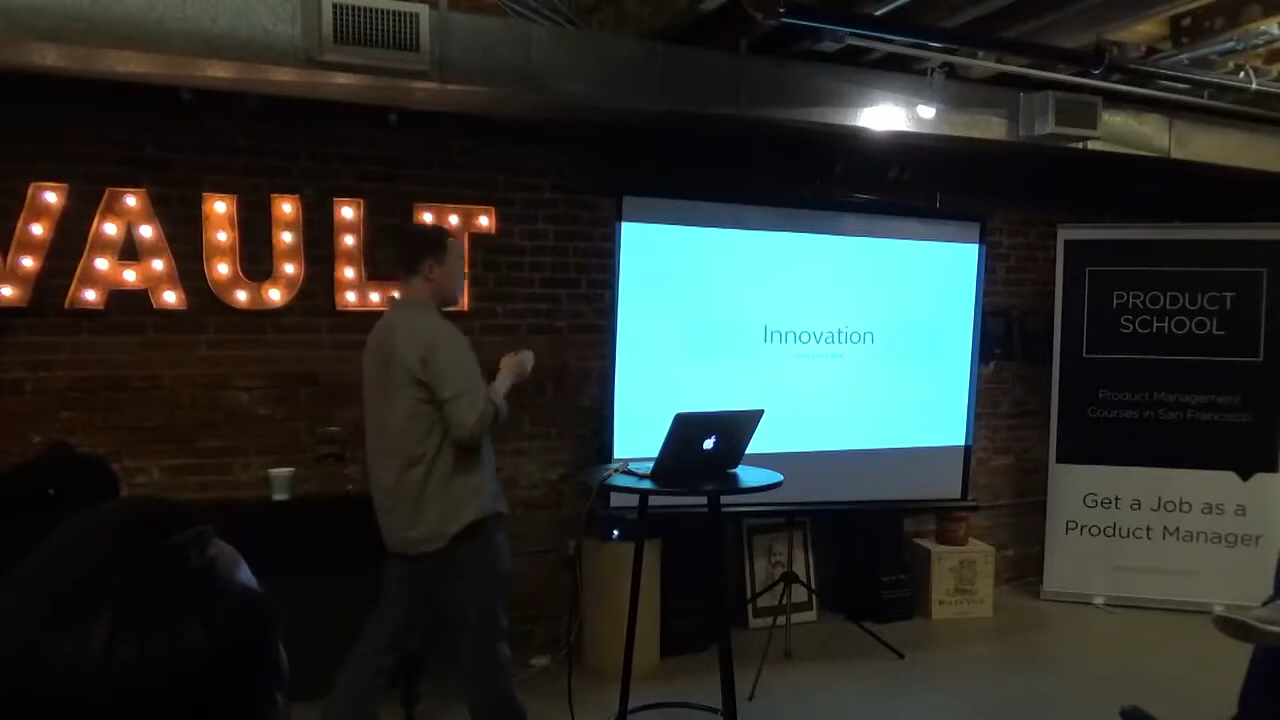 VAULT
Innovation
PRODUCT
SCHOOL
Product Management
Courses in San Francisco
Get a Job as a
Product Manager